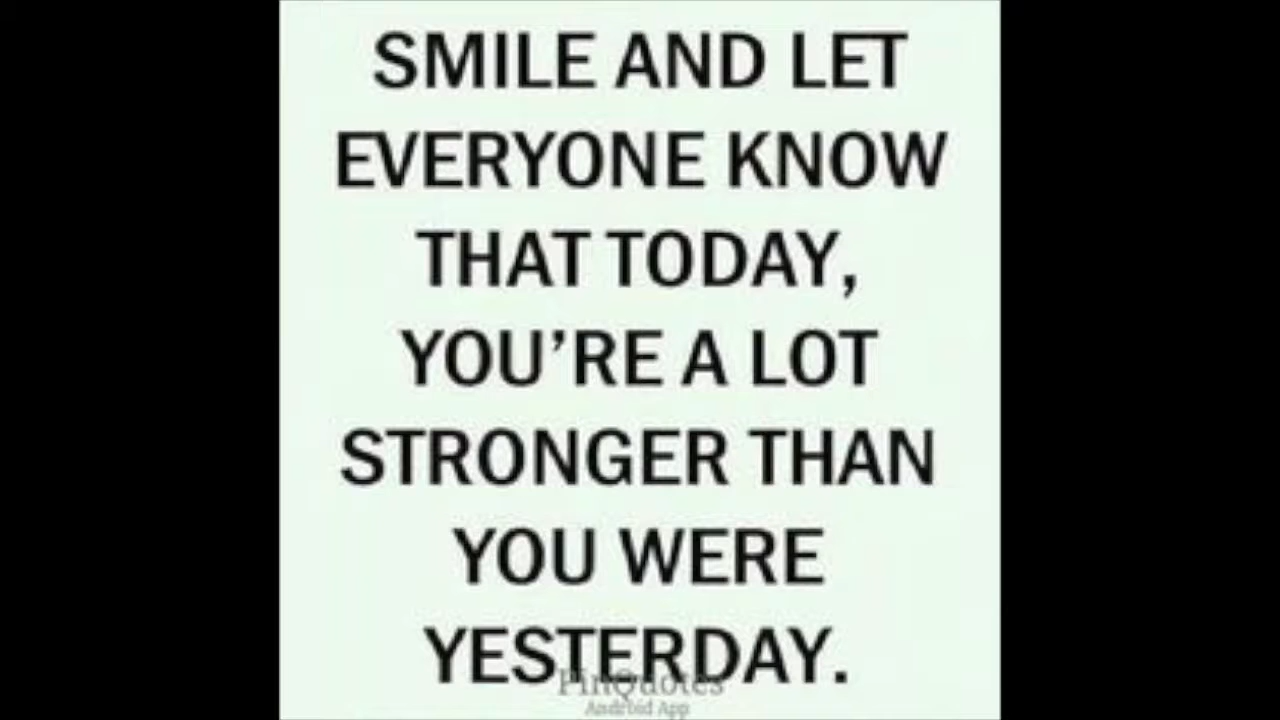 SMILE AND LET
EVERYONE KNOW
THAT TODAY,
YOU’RE A LOT
STRONGER THAN
YOU WERE
YESTERDAY.
PinQuotes
Android App